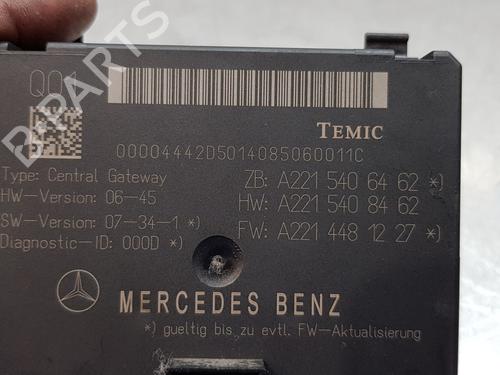 Q01
TEMIC
00004442D5014085060011C
Type: Central Gateway
HW-Version: 06-45
SW-Version: 07-34-1 *)
Diagnostic-ID: 000D *)
ZB: A221 540 64 62 *)
HW: A221 540 84 62
FW: A221 448 12 27 *)
MERCEDES BENZ
*) gueltig bis zu evtl. FW-Aktualisierung